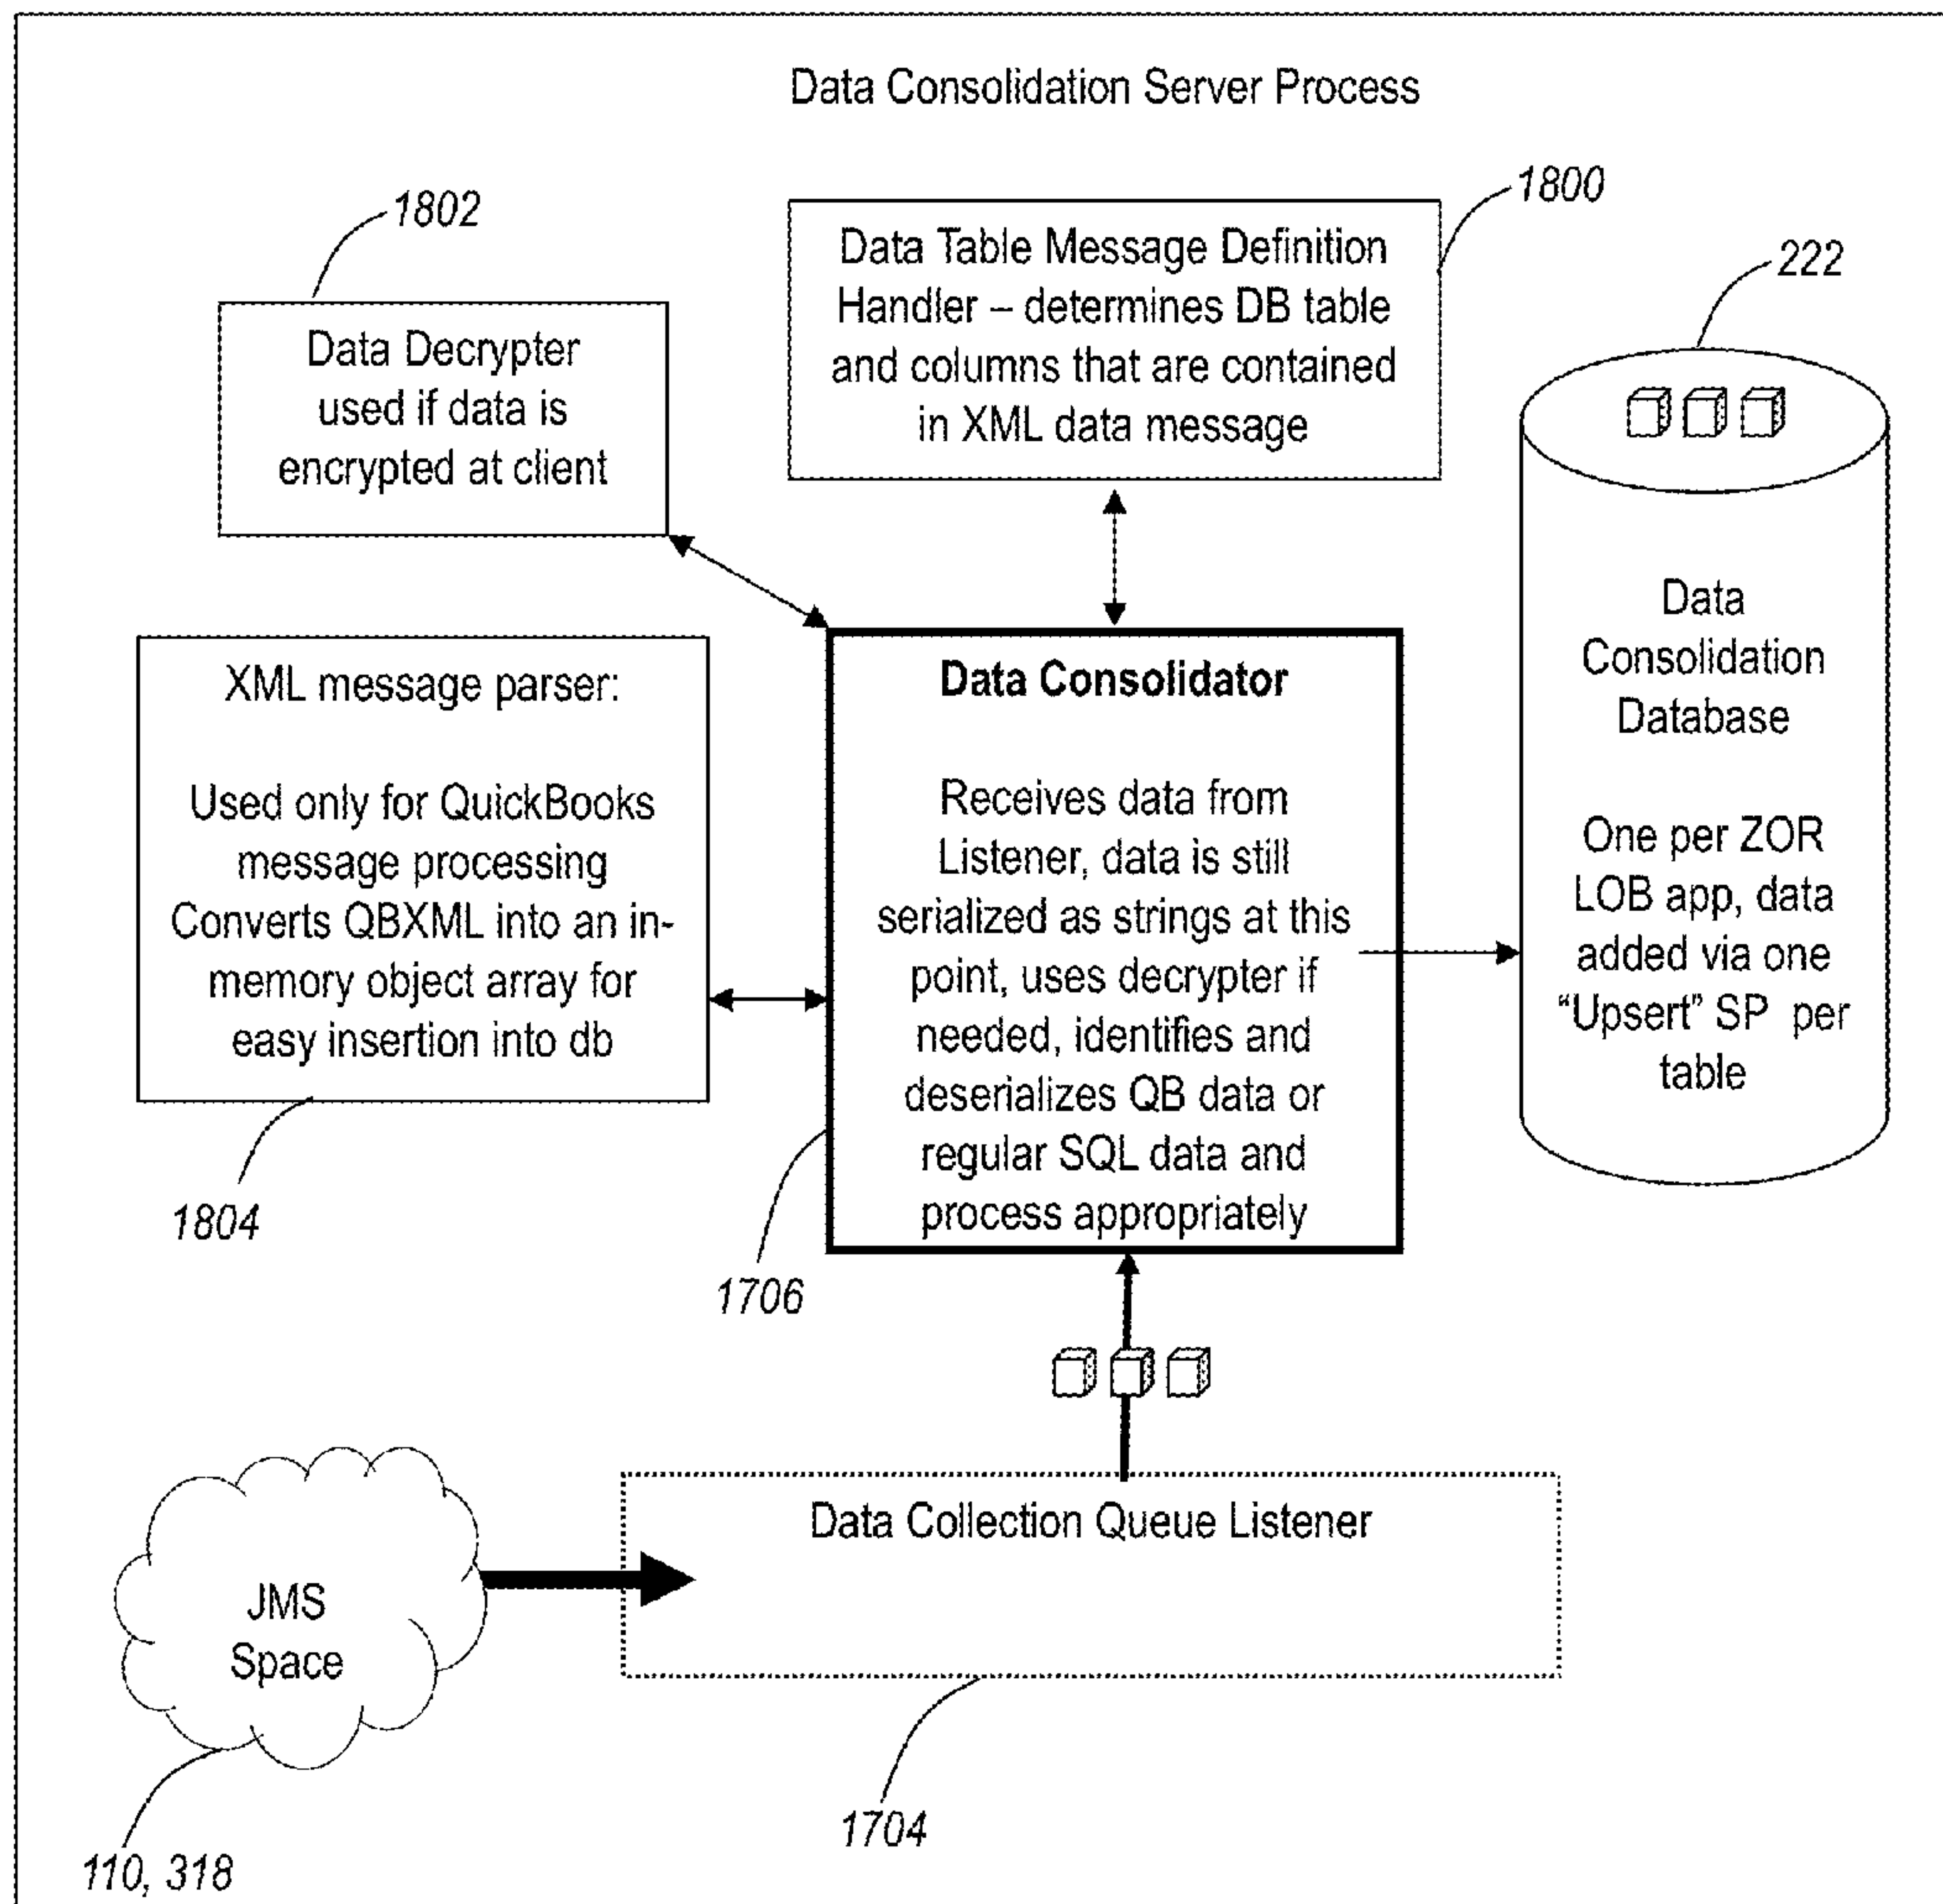 Data Consolidation Server Process
1802
1800
222
Data Decrypter
used if data is
encrypted at client
Data Table Message Definition
Handler – determines DB table
and columns that are contained
in XML data message
Data
Consolidation
Database
One per ZOR
LOB app, data
added via one
“Upsert” SP per
table
XML message parser:
Used only for QuickBooks
message processing
Converts QBXML into an in-
memory object array for
easy insertion into db
1804
Data Consolidator
Receives data from
Listener, data is still
serialized as strings at this
point, uses decrypter if
needed, identifies and
deserializes QB data or
regular SQL data and
process appropriately
1706
JMS
Space
110, 318
Data Collection Queue Listener
1704